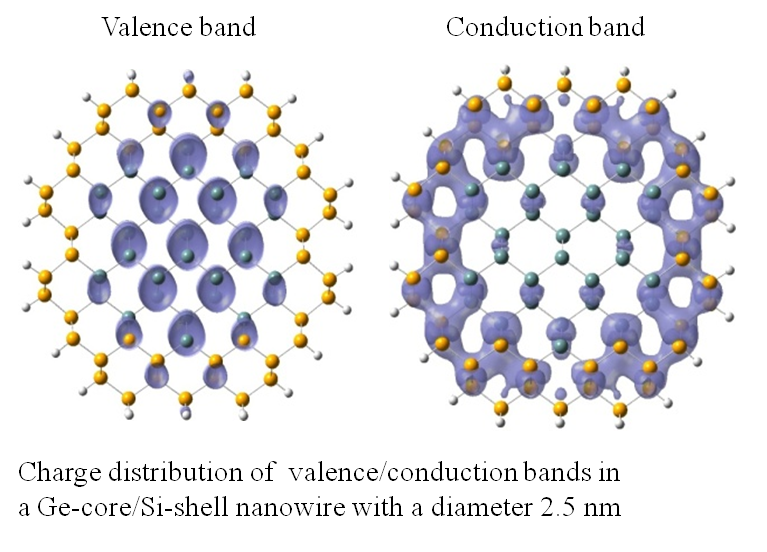 Valence band
Conduction band
Charge distribution of valence/conduction bands in
a Ge-core/Si-shell nanowire with a diameter 2.5 nm